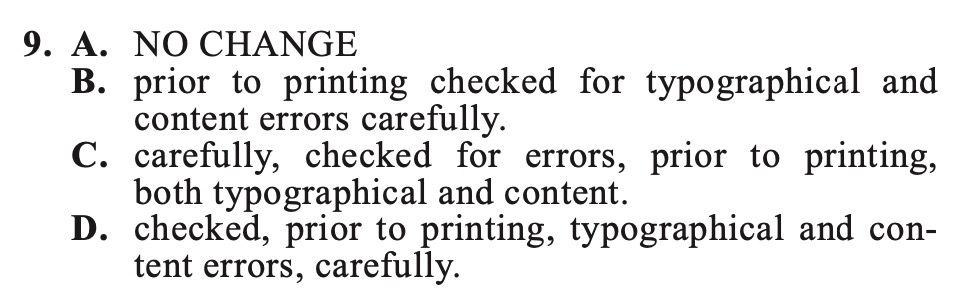 9. A. NO CHANGE
B. prior to printing checked for typographical and
content errors carefully.
C. carefully, checked for errors, prior to printing,
both typographical and content.
D. checked, prior to printing, typographical and con-
tent errors, carefully.